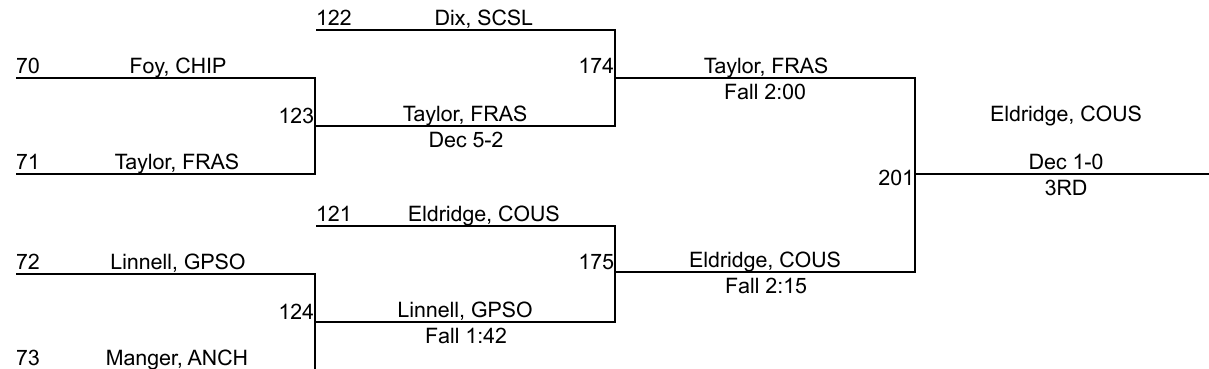 122 Dix, SCSL
70 Foy, CHIP
174 Taylor, FRAS
Fall 2:00
123 Taylor, FRAS
Dec 5-2
Eldridge, COUS
71 Taylor, FRAS
Dec 1-0
201
3RD
121 Eldridge, COUS
72 Linnell, GPSO
175 Eldridge, COUS
Fall 2:15
124 Linnell, GPSO
Fall 1:42
73 Manger, ANCH